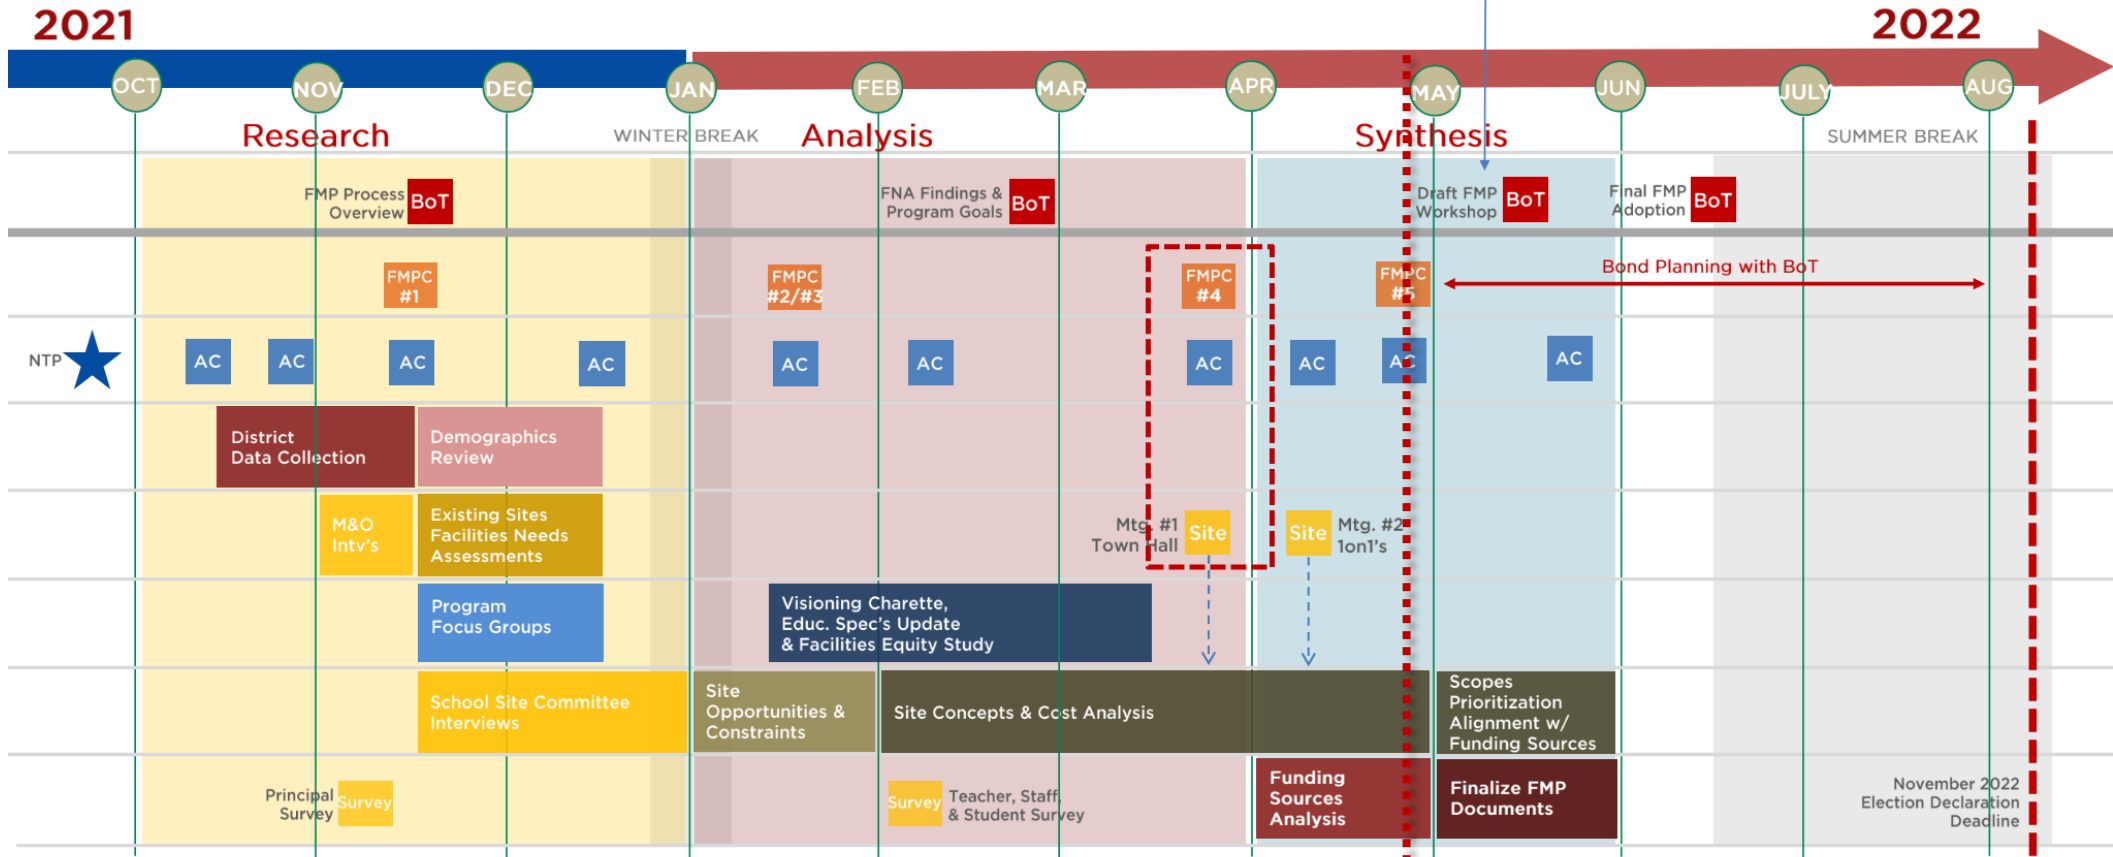 2021
2022
OCT
NOV
DEC
JAN
FEB
MAR
APR
MAY
JUN
JULY
AUG
Research
WINTER BREAK
Analysis
Synthesis
SUMMER BREAK
FMP Process
Overview
BoT
FNA Findings &
Program Goals
BoT
Draft FMP
Workshop
BoT
Final FMP
Adoption
BoT
FMPC
#1
FMPC
#2/#3
FMPC
#4
FMPC
#5
Bond Planning with BoT
NTP
AC
AC
AC
AC
AC
AC
AC
AC
AC
AC
District
Data Collection
Demographics
Review
M&O
Intv's
Existing Sites
Facilities Needs
Assessments
Mtg. #1
Town Hall
Site
Site
Mtg. #2
1on1's
Program
Focus Groups
Visioning Charette,
Educ. Spec's Update
& Facilities Equity Study
School Site Committee
Interviews
Site
Opportunities &
Constraints
Site Concepts & Cost Analysis
Scopes
Prioritization
Alignment w/
Funding Sources
Principal
Survey
Survey
Survey
Teacher, Staff,
& Student Survey
Funding
Sources
Analysis
Finalize FMP
Documents
November 2022
Election Declaration
Deadline